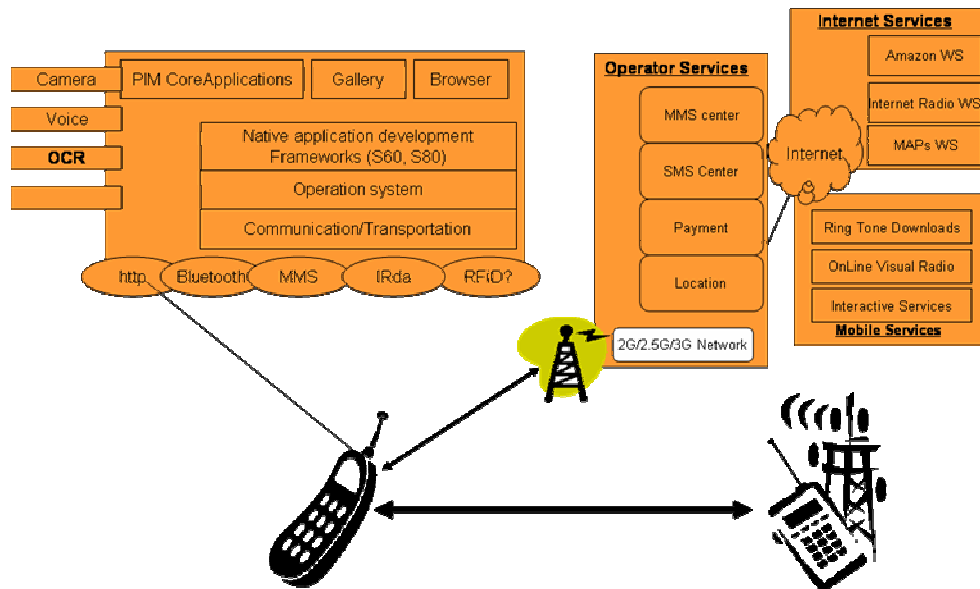 Camera
Voice
OCR
PIM CoreApplications
Gallery
Browser
Native application development
Frameworks (S60, S80)
Operation system
Communication/Transportation
http
Bluetooth
MMS
IRda
RFiD?
Operator Services
MMS center
SMS Center
Payment
Location
2G/2.5G/3G Network
Internet
Internet Services
Amazon WS
Internet Radio WS
MAPs WS
Ring Tone Downloads
OnLine Visual Radio
Interactive Services
Mobile Services